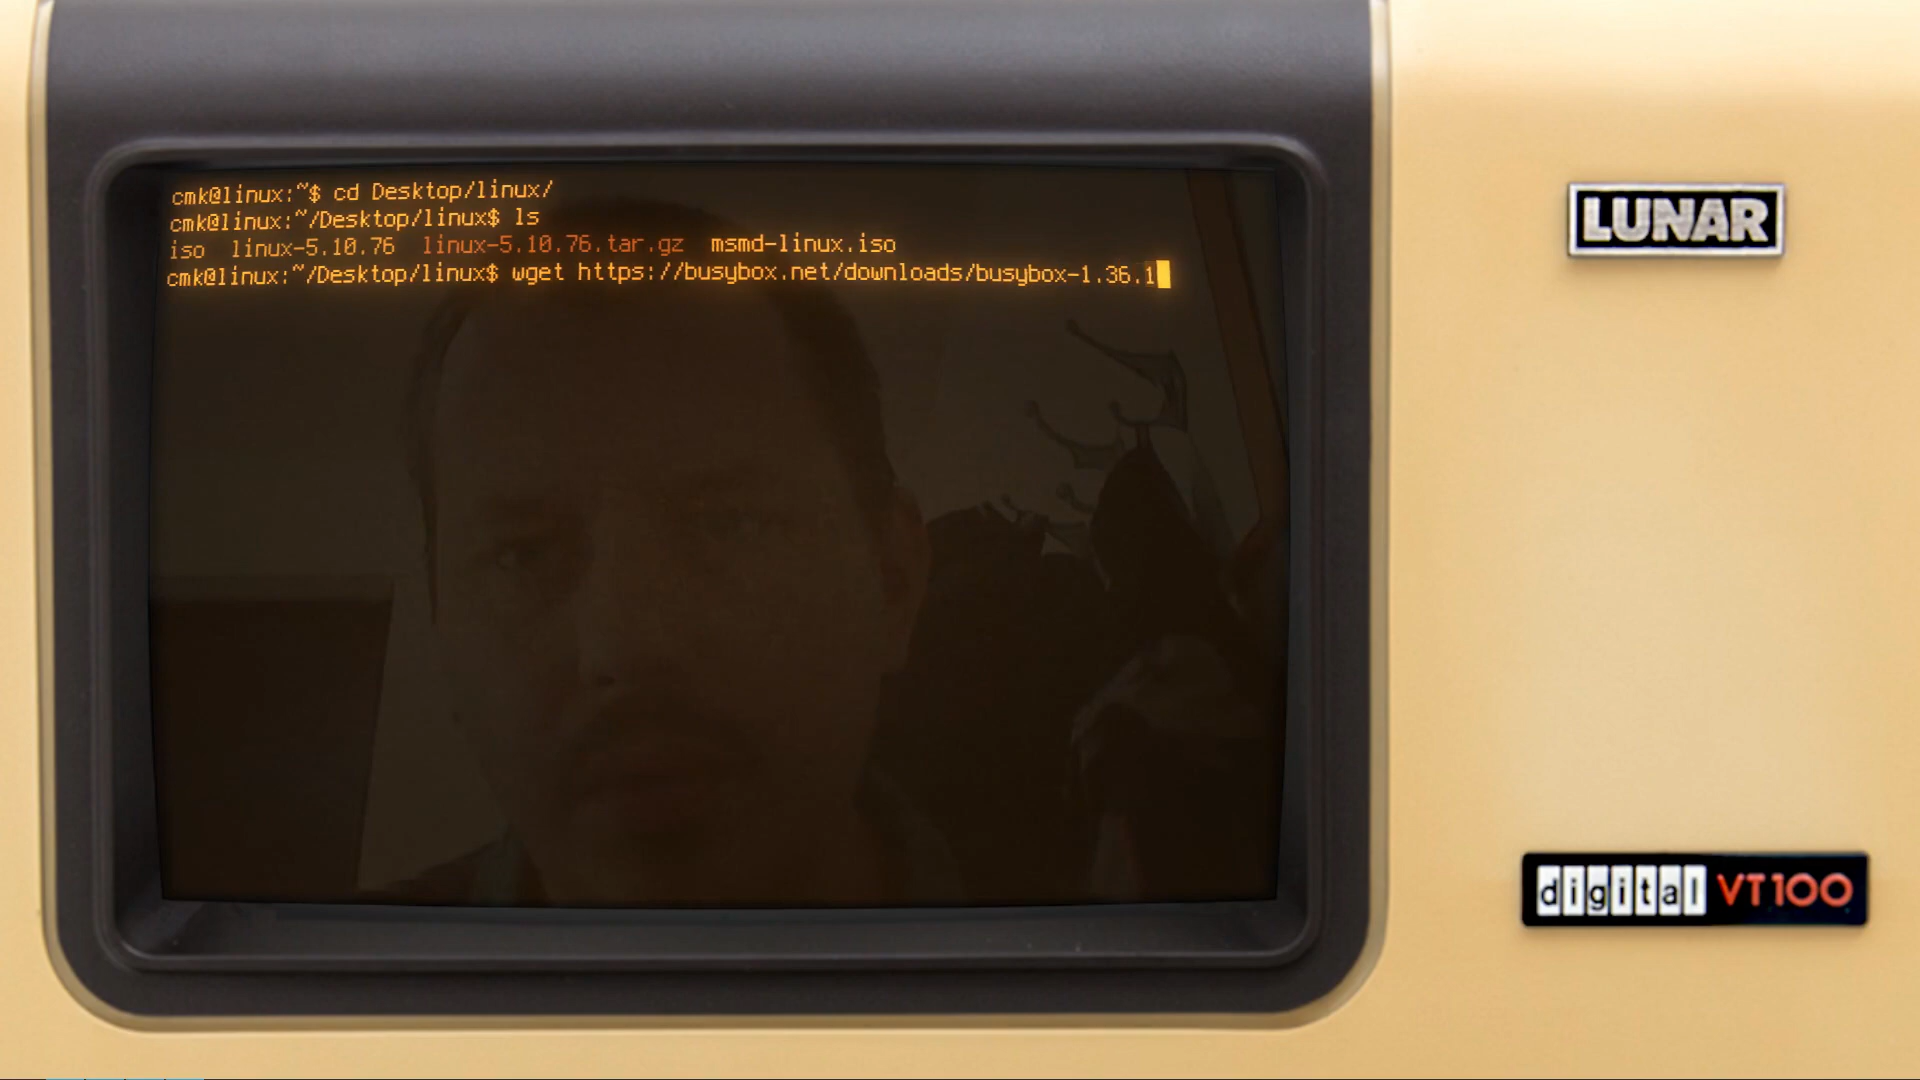 cmk@linux:~$ cd Desktop/linux/
cmk@linux:~/Desktop/linux$ ls
iso  linux-5.10.76  linux-5.10.76.tar.gz  msmd-linux.iso
cmk@linux:~/Desktop/linux$ wget https://busybox.net/downloads/busybox-1.36.1
LUNAR
digital VT100